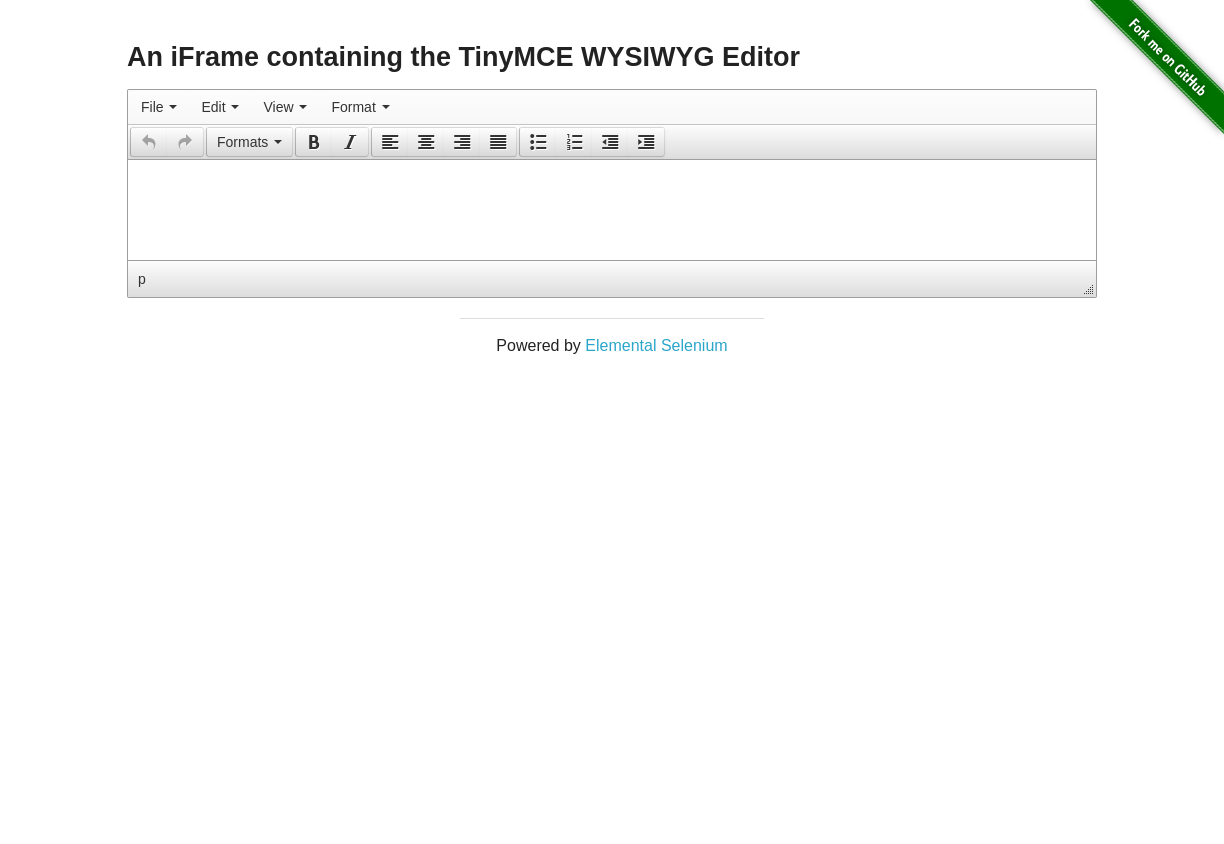 Fork me on GitHub
An iFrame containing the TinyMCE WYSIWYG Editor
File Edit View Format
Formats B I
p
Powered by Elemental Selenium